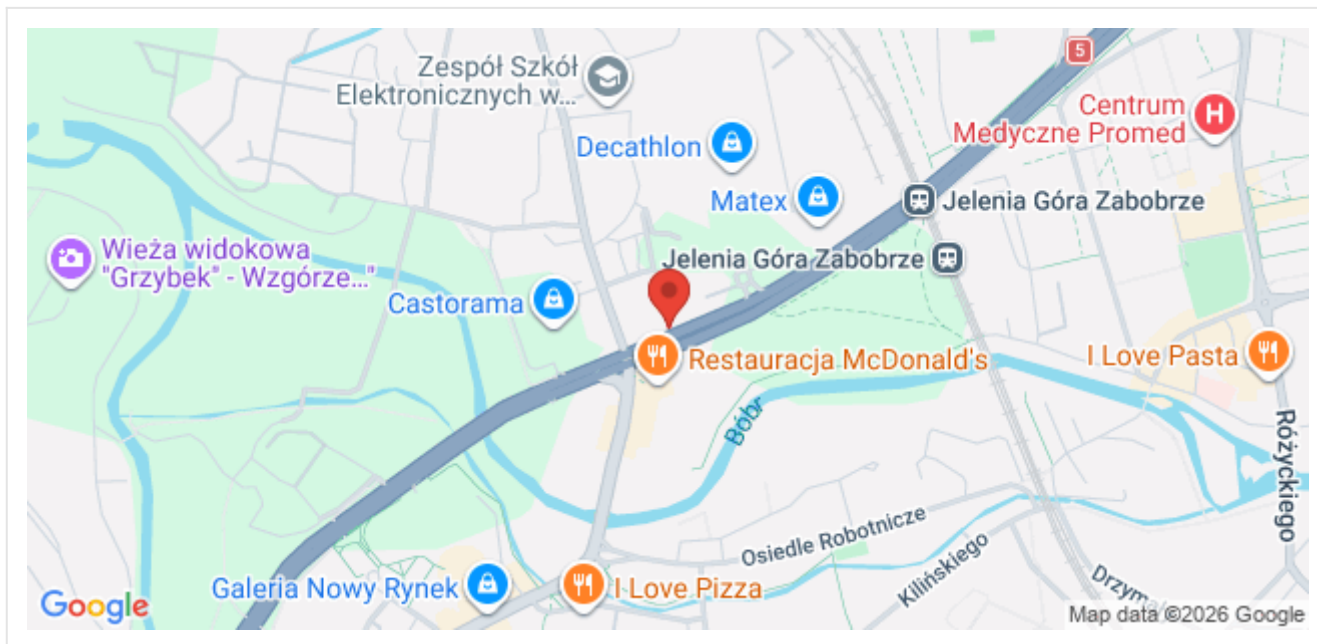 5
Zespół Szkół
Elektronicznych w...
Centrum
Medyczne Promed
Decathlon
Matex
Jelenia Góra Zabobrze
Wieża widokowa
"Grzybek" - Wzgórze..."
Jelenia Góra Zabobrze
Castorama
Restauracja McDonald's
I Love Pasta
Bóbr
Różyckiego
Osiedle Robotnicze
Kilińskiego
Galeria Nowy Rynek
I Love Pizza
Google
Map data ©2026 Google